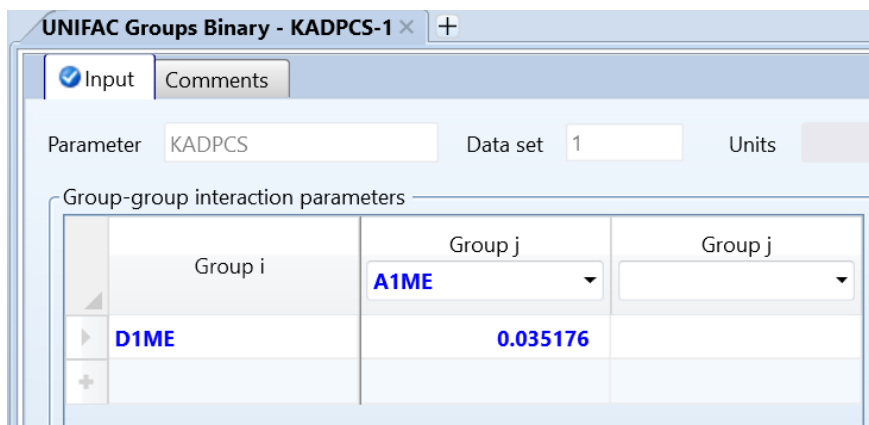 UNIFAC Groups Binary - KADPCS-1 × +
Input Comments
Parameter KADPCS Data set 1 Units
Group-group interaction parameters
Group i Group j Group j
A1ME
D1ME 0.035176